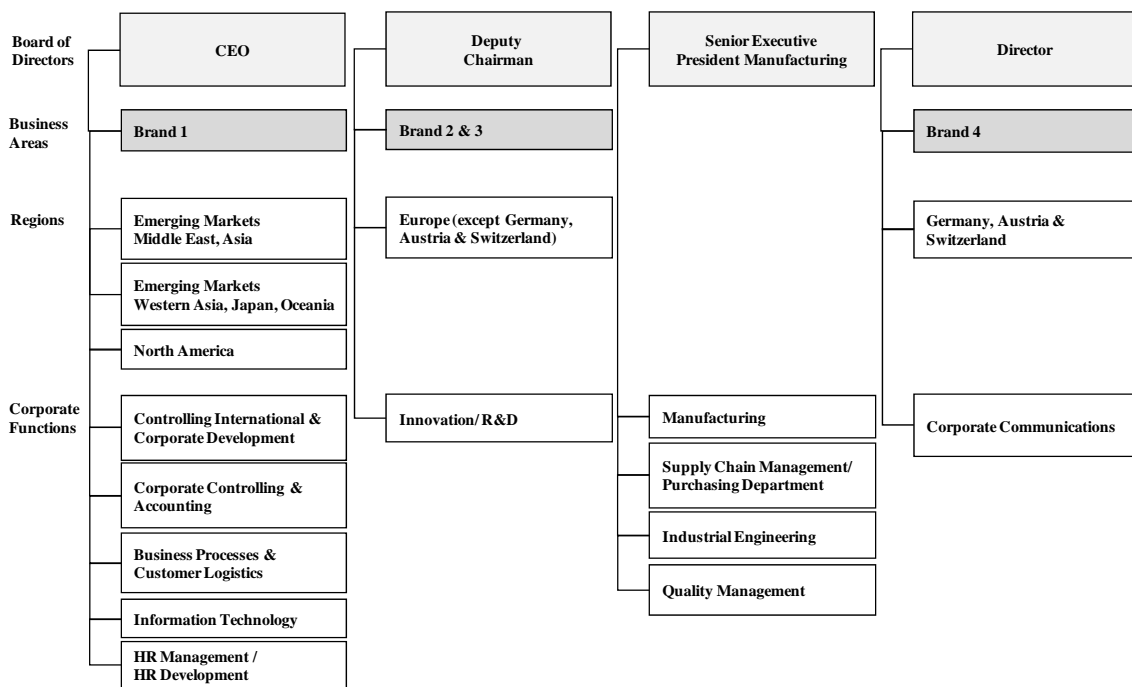 Board of
Directors
CEO
Deputy
Chairman
Senior Executive
President Manufacturing
Director
Business
Areas
Brand 1
Brand 2 & 3
Brand 4
Regions
Emerging Markets
Middle East, Asia
Europe (except Germany,
Austria & Switzerland)
Germany, Austria &
Switzerland
Emerging Markets
Western Asia, Japan, Oceania
North America
Corporate
Functions
Controlling International &
Corporate Development
Innovation/ R&D
Manufacturing
Corporate Communications
Corporate Controlling &
Accounting
Supply Chain Management/
Purchasing Department
Business Processes &
Customer Logistics
Industrial Engineering
Information Technology
Quality Management
HR Management /
HR Development